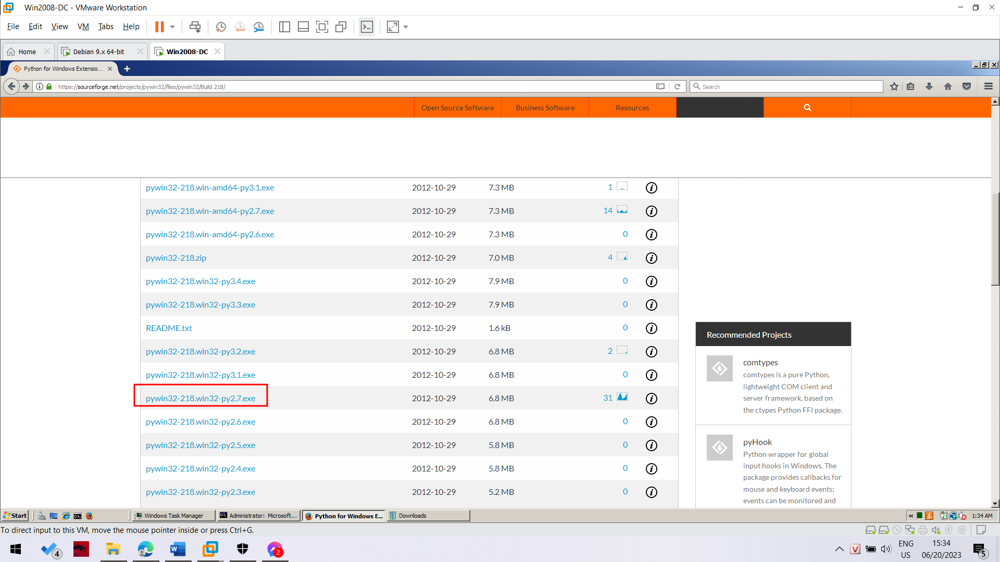 Win2008-DC - VMware Workstation
File Edit View VM Tabs Help
Home Debian 9.x 64-bit Win2008-DC
Python for Windows Extensio...
https://sourceforge.net/projects/pywin32/files/pywin32/Build 218/ Search
Open Source Software Business Software Resources
pywin32-218.win-amd64-py3.1.exe 2012-10-29 7.3 MB 1
pywin32-218.win-amd64-py2.7.exe 2012-10-29 7.3 MB 14
pywin32-218.win-amd64-py2.6.exe 2012-10-29 7.3 MB 0
pywin32-218.zip 2012-10-29 7.0 MB 4
pywin32-218.win32-py3.4.exe 2012-10-29 7.9 MB 0
pywin32-218.win32-py3.3.exe 2012-10-29 7.9 MB 0
README.txt 2012-10-29 1.6 kB 0
pywin32-218.win32-py3.2.exe 2012-10-29 6.8 MB 2
pywin32-218.win32-py3.1.exe 2012-10-29 6.8 MB 0
pywin32-218.win32-py2.7.exe 2012-10-29 6.8 MB 31
pywin32-218.win32-py2.6.exe 2012-10-29 6.8 MB 0
pywin32-218.win32-py2.5.exe 2012-10-29 5.8 MB 0
pywin32-218.win32-py2.4.exe 2012-10-29 5.8 MB 0
pywin32-218.win32-py2.3.exe 2012-10-29 5.2 MB 0
Recommended Projects
comtypes
comtypes is a pure Python,
lightweight COM client and
server framework, based on
the ctypes Python FFI package.
pyHook
Python wrapper for global
input hooks in Windows. The
package provides callbacks for
mouse and keyboard events;
events can be monitored and
Start Windows Task Manager Administrator: Microsoft... Python for Windows E... Downloads 1:34 AM
To direct input to this VM, move the mouse pointer inside or press Ctrl+G.
4 2 ENG 15:34
US 06/20/2023 5